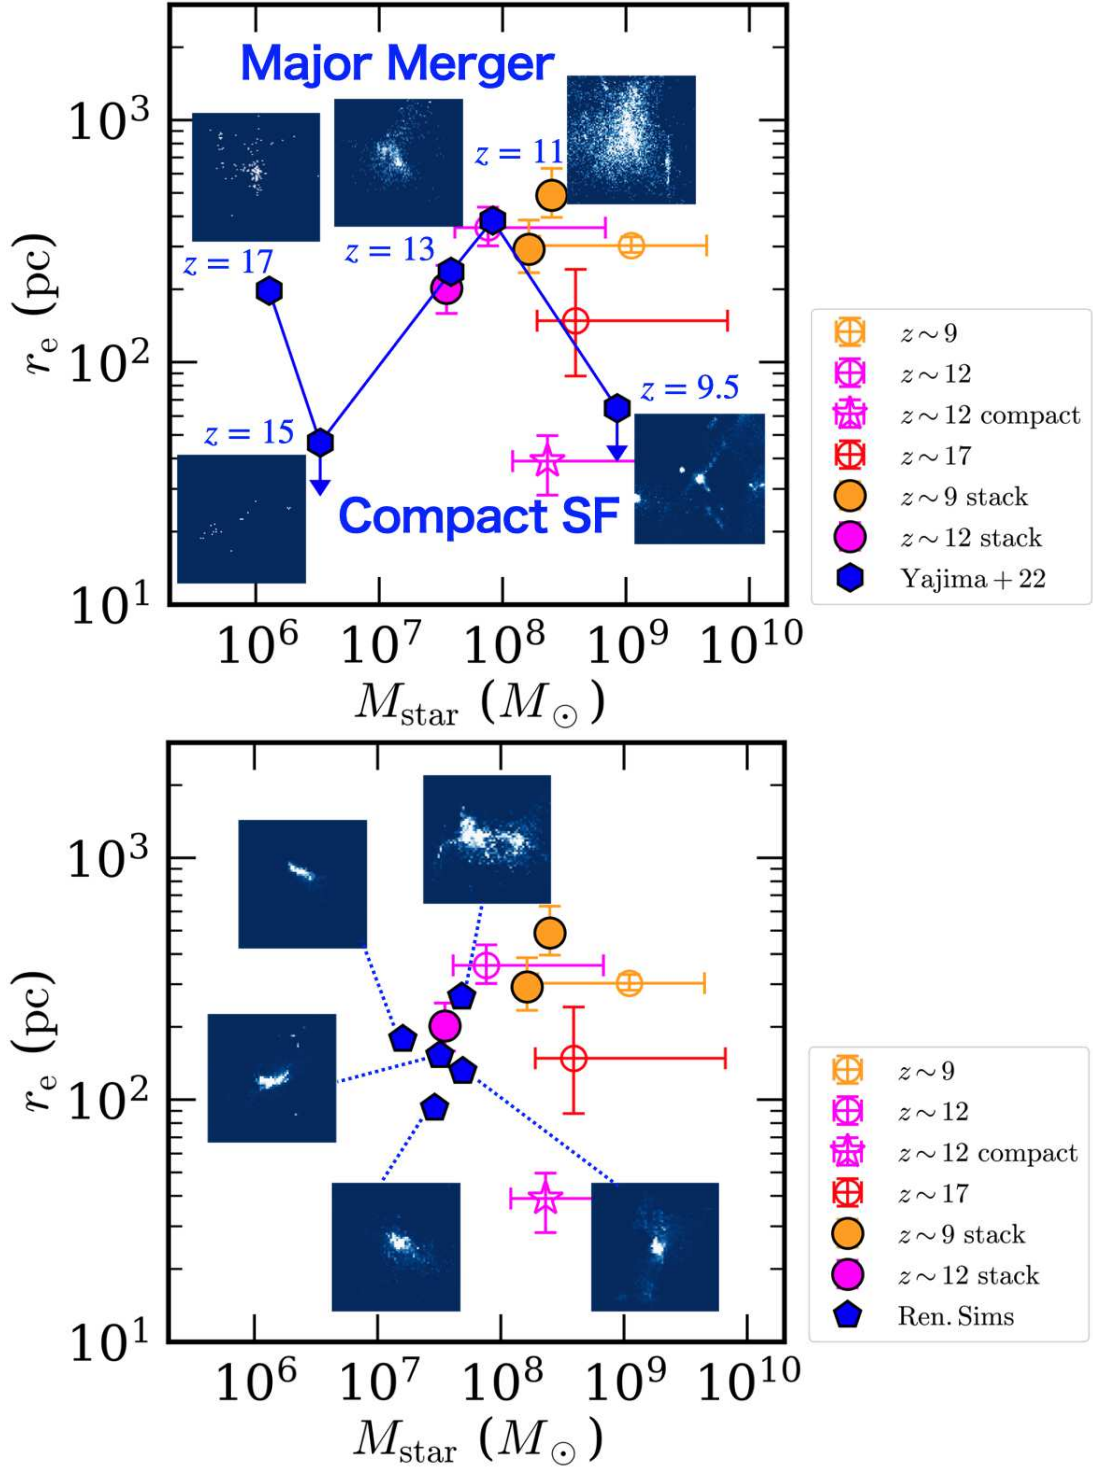 Major Merger
10³
z = 11
z = 13
z = 17
rₑ (pc)
10²
z = 9.5
z = 15
Compact SF
10¹
10⁶ 10⁷ 10⁸ 10⁹ 10¹⁰
M_star (M_⊙)
z ~ 9
z ~ 12
z ~ 12 compact
z ~ 17
z ~ 9 stack
z ~ 12 stack
Yajima + 22
10³
rₑ (pc)
10²
10¹
10⁶ 10⁷ 10⁸ 10⁹ 10¹⁰
M_star (M_⊙)
z ~ 9
z ~ 12
z ~ 12 compact
z ~ 17
z ~ 9 stack
z ~ 12 stack
Ren. Sims